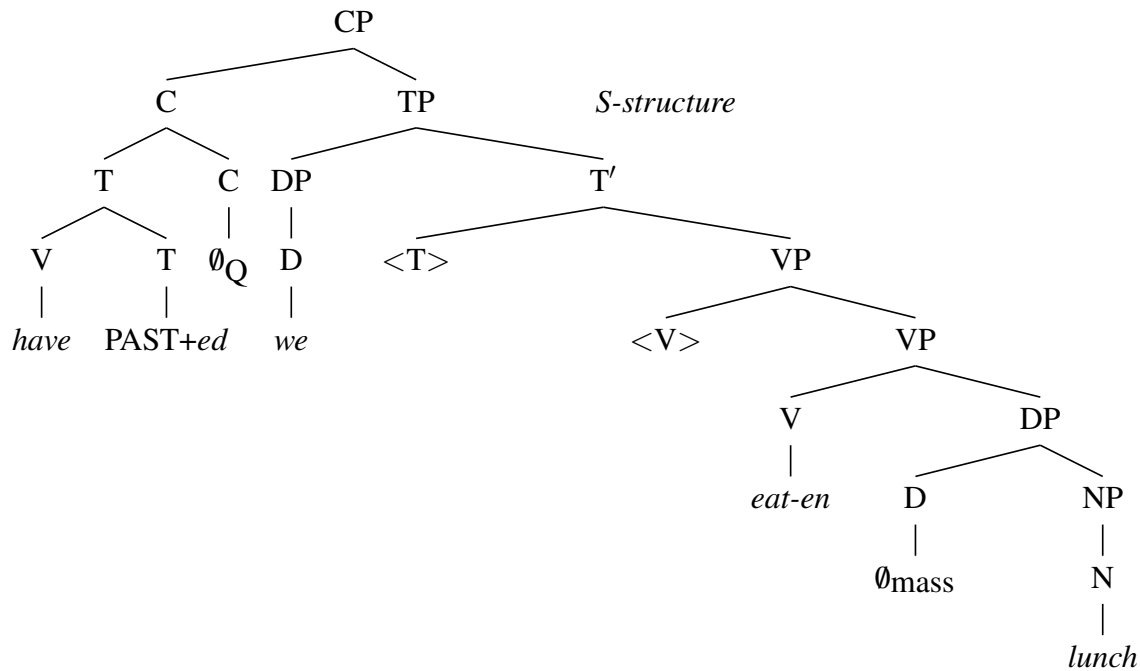 CP
C TP S-structure
T C DP T′
V T ∅Q D <T> VP
have PAST+ed we <V> VP
V DP
eat-en D NP
∅mass N
lunch